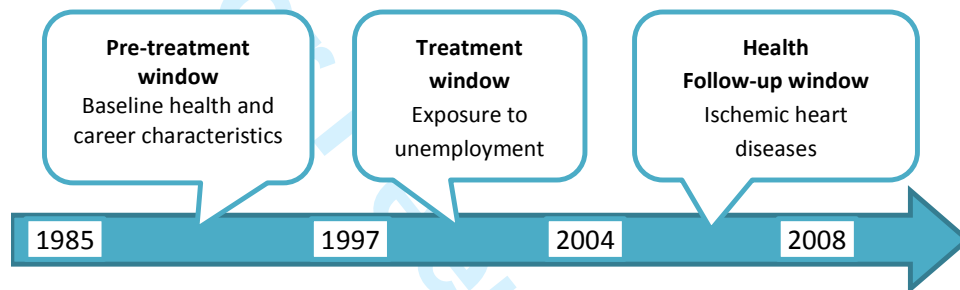 Pre-treatment
window
Baseline health and
career characteristics
Treatment
window
Exposure to
unemployment
Health
Follow-up window
Ischemic heart
diseases
1985
1997
2004
2008